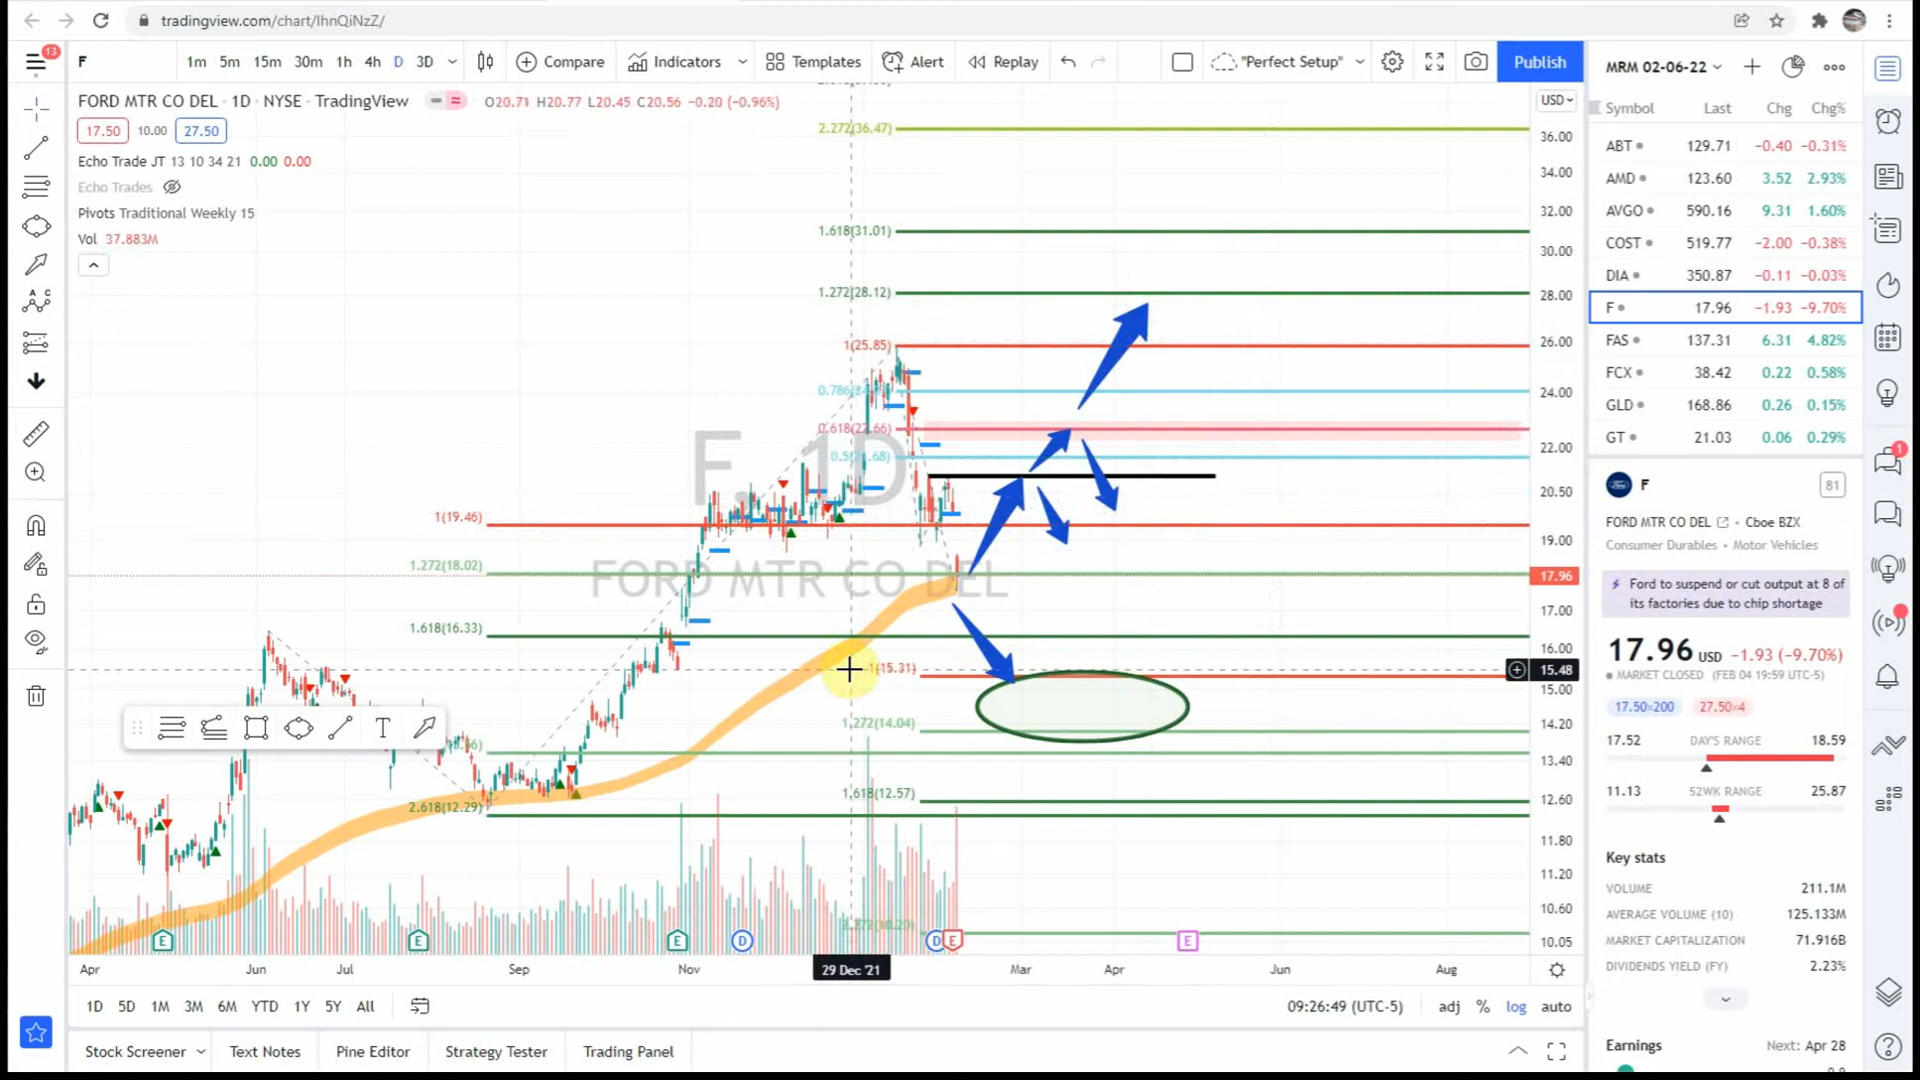 tradingview.com/chart/IhnQiNzZ/
13
F
1m 5m 15m 30m 1h 4h D 3D
Compare
Indicators
Templates
Alert
Replay
"Perfect Setup"
Publish
FORD MTR CO DEL · 1D · NYSE · TradingView
O20.71 H20.77 L20.45 C20.56 −0.20 (−0.96%)
17.50 10.00 27.50
Echo Trade JT 13 10 34 21 0.00 0.00
Echo Trades
Pivots Traditional Weekly 15
Vol 37.883M
F, 1D
FORD MTR CO DEL
2.272(36.47)
1.618(31.01)
1.272(28.12)
1(25.85)
0.618(22.66)
1(19.46)
1.272(18.02)
1.618(16.33)
1(15.31)
1.272(14.04)
1.618(12.57)
2.618(12.29)
2.272(10.20)
USD
36.00
34.00
32.00
30.00
28.00
26.00
24.00
22.00
20.50
19.00
17.96
17.00
16.00
15.48
15.00
14.20
13.40
12.60
11.80
11.20
10.60
10.05
T
E E E D D E E
Apr Jun Jul Sep Nov 29 Dec '21 Mar Apr Jun Aug
1D 5D 1M 3M 6M YTD 1Y 5Y All
09:26:49 (UTC-5) adj % log auto
Stock Screener Text Notes Pine Editor Strategy Tester Trading Panel
MRM 02-06-22
Symbol Last Chg Chg%
ABT 129.71 −0.40 −0.31%
AMD 123.60 3.52 2.93%
AVGO 590.16 9.31 1.60%
COST 519.77 −2.00 −0.38%
DIA 350.87 −0.11 −0.03%
F 17.96 −1.93 −9.70%
FAS 137.31 6.31 4.82%
FCX 38.42 0.22 0.58%
GLD 168.86 0.26 0.15%
GT 21.03 0.06 0.29%
F 81
FORD MTR CO DEL · Cboe BZX
Consumer Durables · Motor Vehicles
Ford to suspend or cut output at 8 of
its factories due to chip shortage
17.96 USD −1.93 (−9.70%)
MARKET CLOSED (FEB 04 19:59 UTC-5)
17.50×200 27.50×4
17.52 DAY'S RANGE 18.59
11.13 52WK RANGE 25.87
Key stats
VOLUME 211.1M
AVERAGE VOLUME (10) 125.133M
MARKET CAPITALIZATION 71.916B
DIVIDENDS YIELD (FY) 2.23%
Earnings Next: Apr 28
1